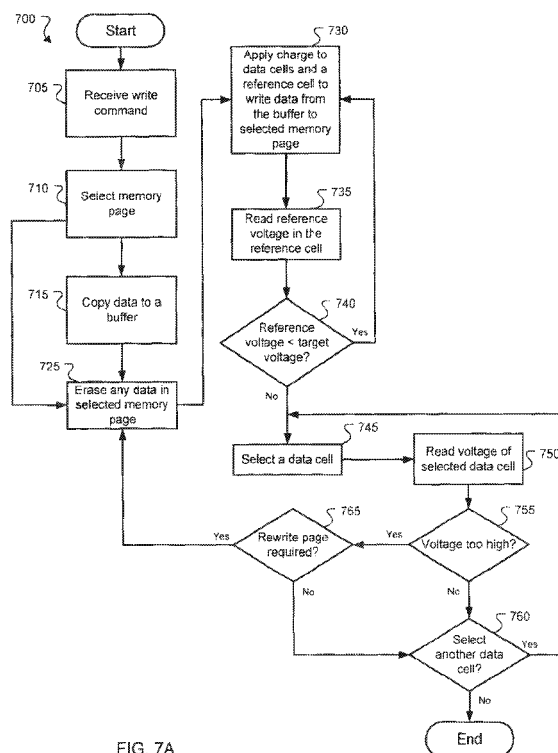 700
Start
705
Receive write
command
710
Select memory
page
715
Copy data to a
buffer
725
Erase any data in
selected memory
page
730
Apply charge to
data cells and a
reference cell to
write data from
the buffer to
selected memory
page
735
Read reference
voltage in the
reference cell
740
Reference
voltage < target
voltage?
Yes
No
745
Select a data cell
750
Read voltage of
selected data cell
755
Voltage too high?
Yes
No
765
Rewrite page
required?
Yes
No
760
Select
another data
cell?
Yes
No
End
FIG. 7A